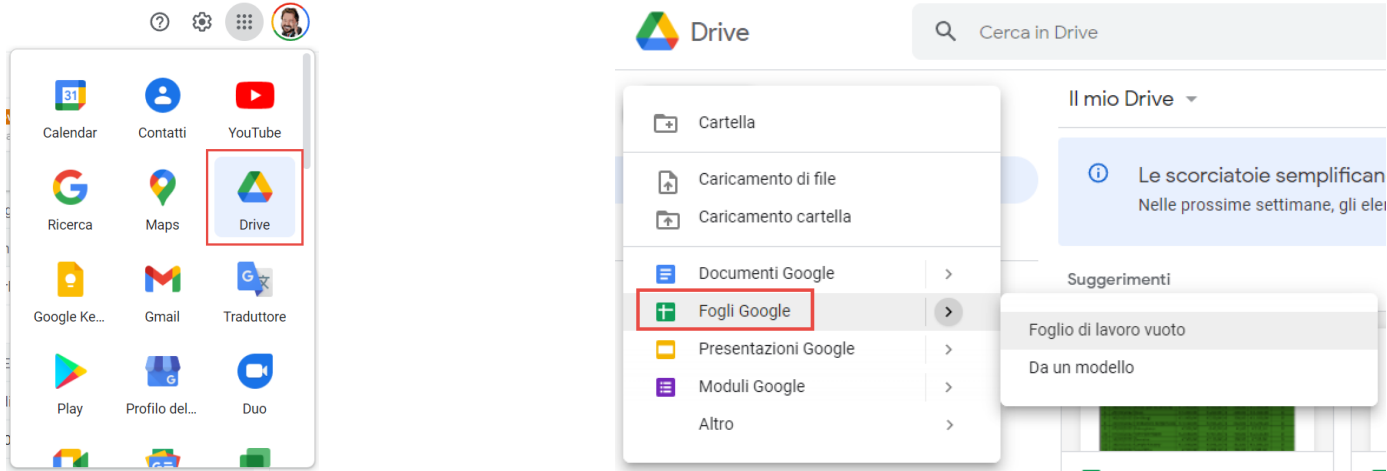 31
Calendar
Contatti
YouTube
Ricerca
Maps
Drive
Google Ke...
Gmail
Traduttore
Play
Profilo del...
Duo
Drive
Cerca in Drive
Cartella
Caricamento di file
Caricamento cartella
Documenti Google
Fogli Google
Presentazioni Google
Moduli Google
Altro
Il mio Drive
Le scorciatoie semplifican
Nelle prossime settimane, gli ele
Suggerimenti
Foglio di lavoro vuoto
Da un modello